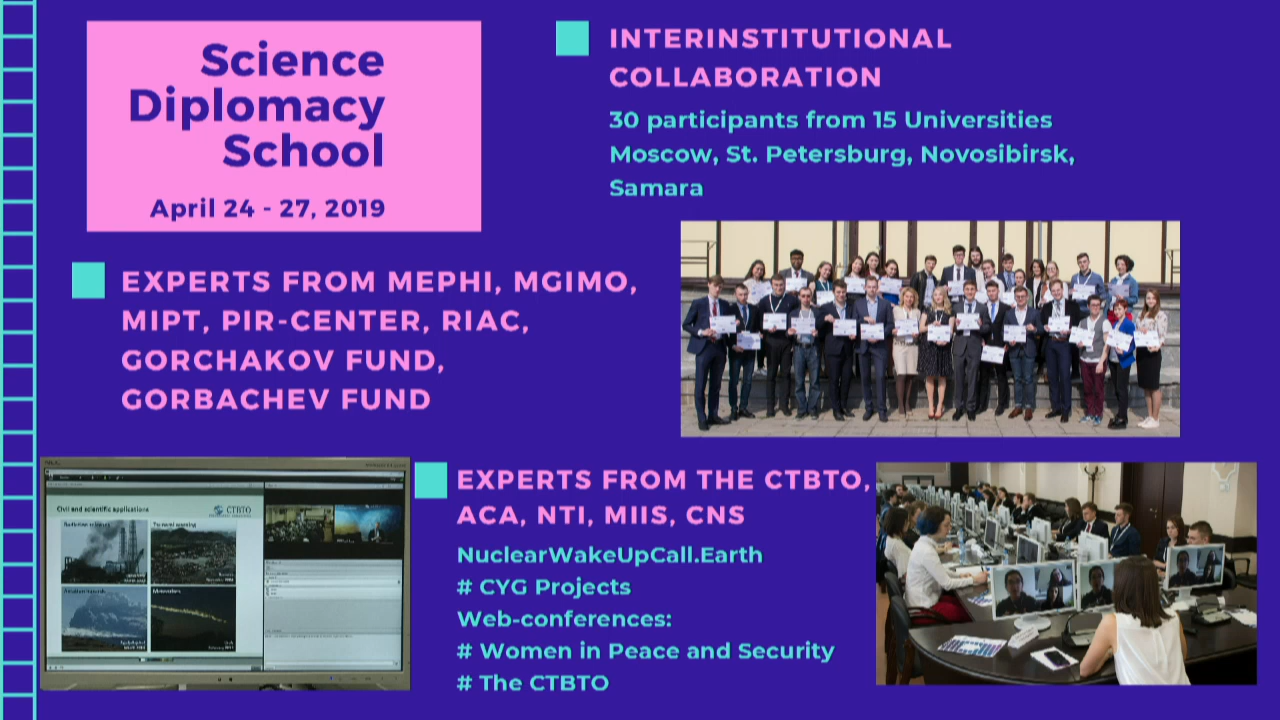 Science
Diplomacy
School
April 24 - 27, 2019
INTERINSTITUTIONAL
COLLABORATION
30 participants from 15 Universities
Moscow, St. Petersburg, Novosibirsk,
Samara
EXPERTS FROM MEPHI, MGIMO,
MIPT, PIR-CENTER, RIAC,
GORCHAKOV FUND,
GORBACHEV FUND
Civil and scientific applications
CTBTO
EXPERTS FROM THE CTBTO,
ACA, NTI, MIIS, CNS
NuclearWakeUpCall.Earth
# CYG Projects
Web-conferences:
# Women in Peace and Security
# The CTBTO